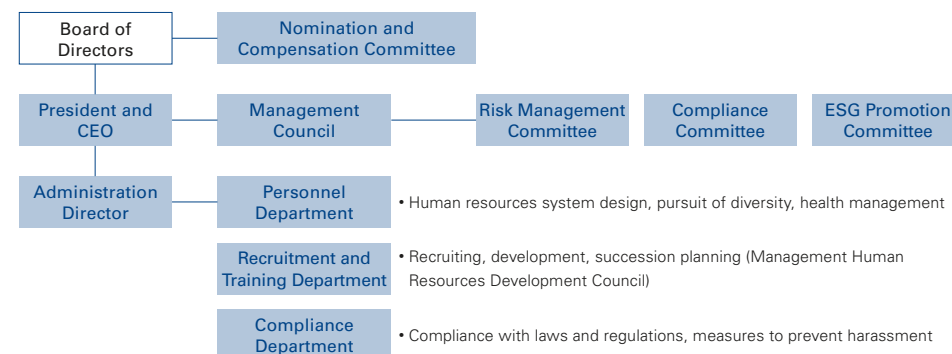 Board of
Directors
Nomination and
Compensation Committee
President and
CEO
Management
Council
Risk Management
Committee
Compliance
Committee
ESG Promotion
Committee
Administration
Director
Personnel
Department
• Human resources system design, pursuit of diversity, health management
Recruitment and
Training Department
• Recruiting, development, succession planning (Management Human
Resources Development Council)
Compliance
Department
• Compliance with laws and regulations, measures to prevent harassment